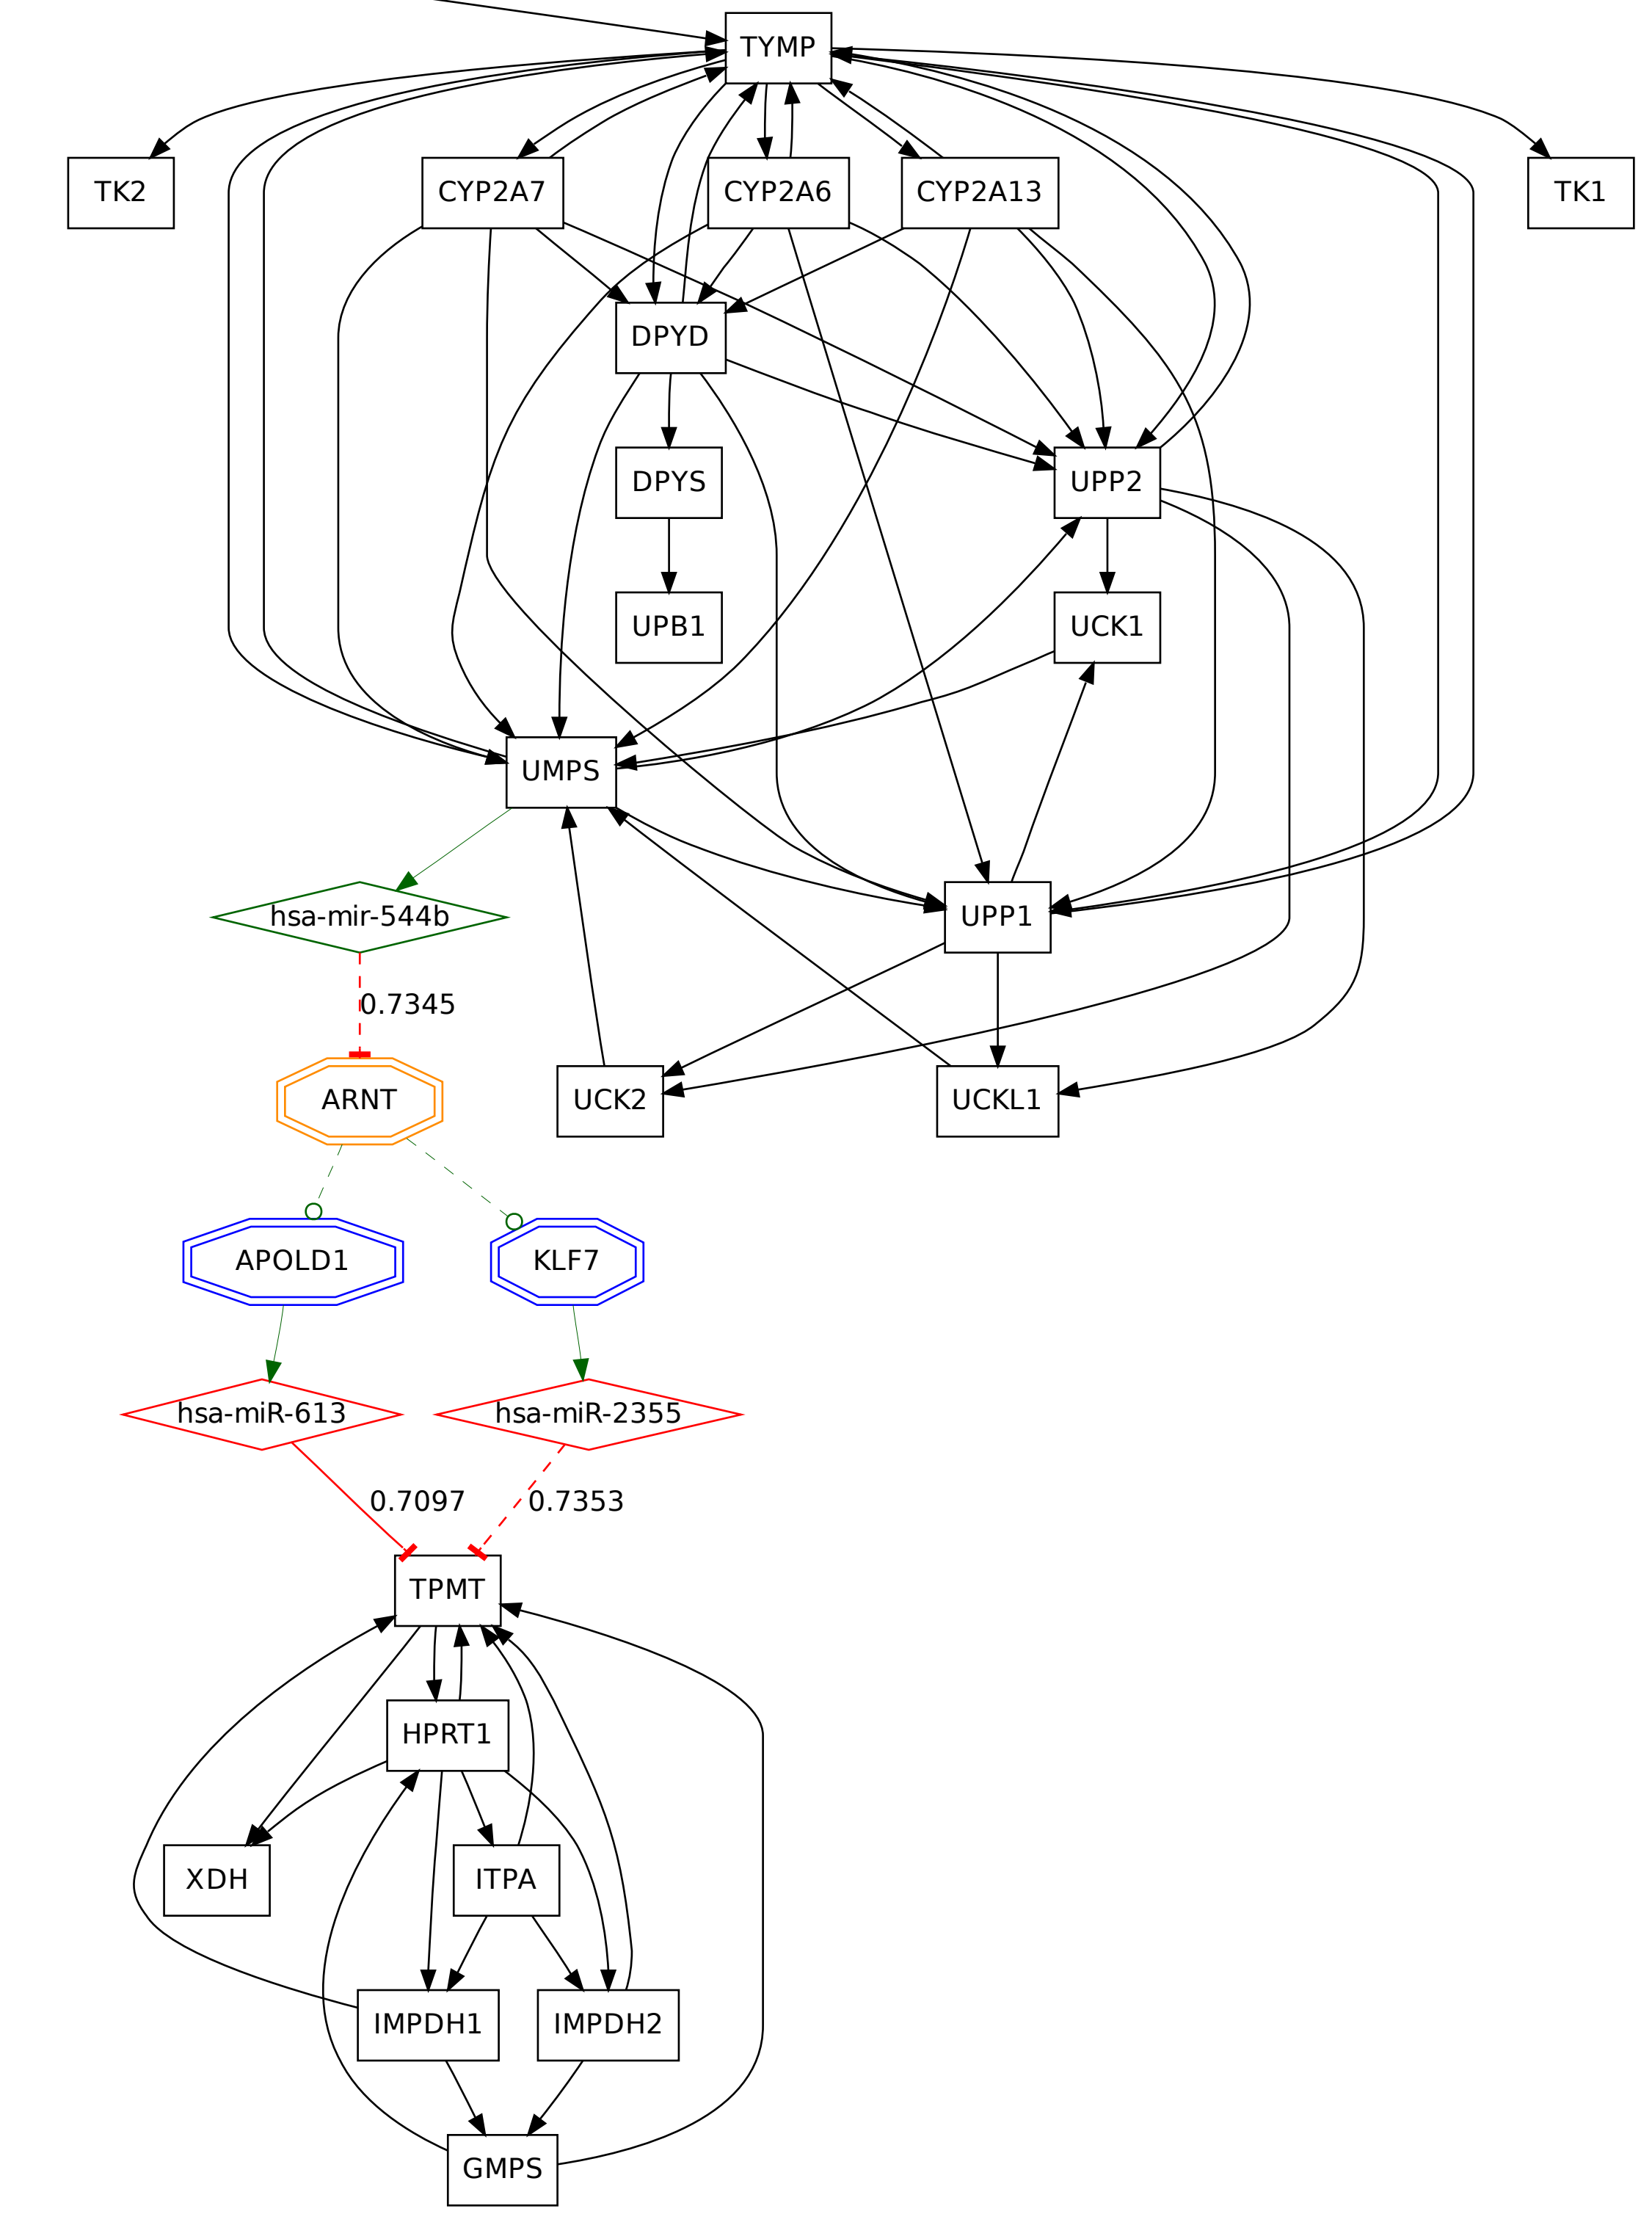 TYMP
TK2
CYP2A7
CYP2A6
CYP2A13
TK1
DPYD
DPYS
UPP2
UPB1
UCK1
UMPS
hsa-mir-544b
UPP1
0.7345
ARNT
UCK2
UCKL1
APOLD1
KLF7
hsa-miR-613
hsa-miR-2355
0.7097
0.7353
TPMT
HPRT1
XDH
ITPA
IMPDH1
IMPDH2
GMPS